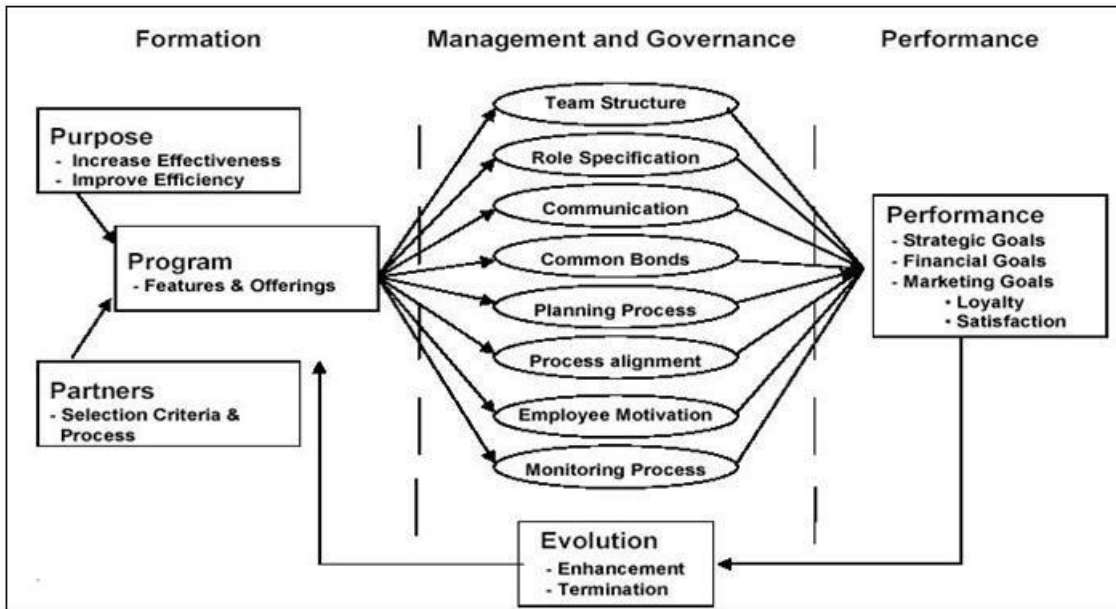 Formation
Management and Governance
Performance
Purpose
- Increase Effectiveness
- Improve Efficiency
Program
- Features & Offerings
Partners
- Selection Criteria &
Process
Team Structure
Role Specification
Communication
Common Bonds
Planning Process
Process alignment
Employee Motivation
Monitoring Process
Performance
- Strategic Goals
- Financial Goals
- Marketing Goals
• Loyalty
• Satisfaction
Evolution
- Enhancement
- Termination